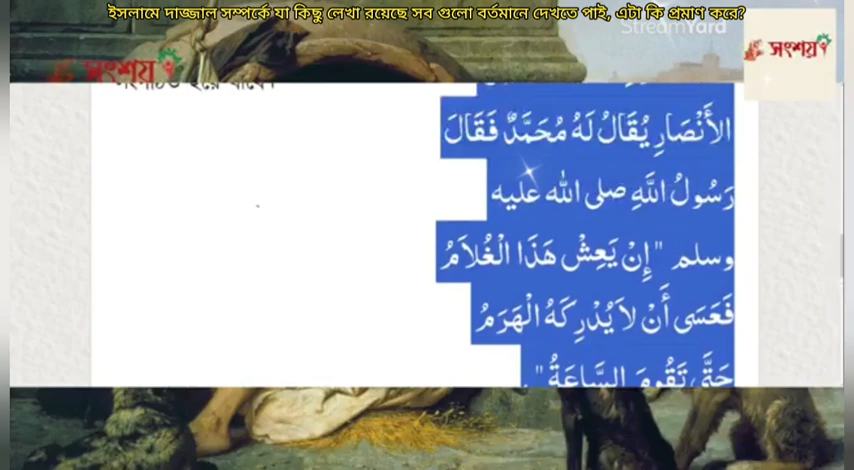 ইসলামে দাজ্জাল সম্পর্কে যা কিছু লেখা রয়েছে সব গুলো বর্তমানে দেখতে পাই, এটা কি প্রমাণ করে?
StreamYard
সংশয়
সংশয়
الأَنْصَارِ يُقَالُ لَهُ مُحَمَّدٌ فَقَالَ
رَسُولُ اللَّهِ صلى الله عليه
وسلم "إِنْ يَعِشْ هَذَا الْغُلاَمُ
فَعَسَى أَنْ لاَ يُدْرِكَهُ الْهَرَمُ
حَتَّى تَقُومَ السَّاعَةُ".